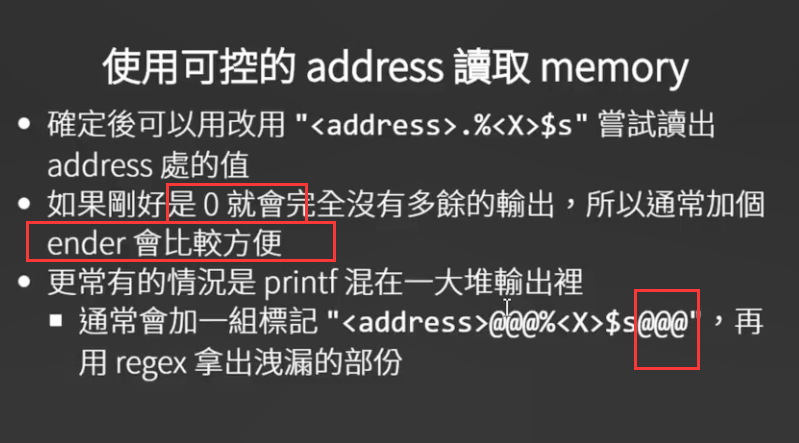 使用可控的 address 讀取 memory
確定後可以用改用 "<address>.%<X>$s" 嘗試讀出
address 處的值
如果剛好是 0 就會完全沒有多餘的輸出，所以通常加個
ender 會比較方便
更常有的情況是 printf 混在一大堆輸出裡
通常會加一組標記 "<address>@@@%<X>$s@@@"，再
用 regex 拿出洩漏的部份